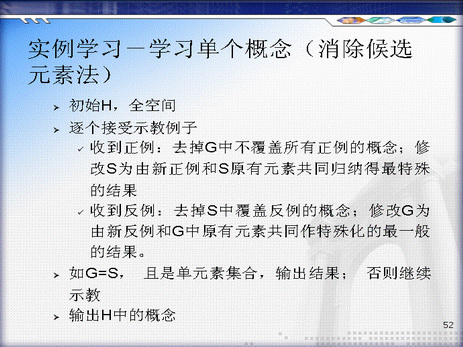 实例学习－学习单个概念（消除候选
元素法）
初始H，全空间
逐个接受示教例子
收到正例：去掉G中不覆盖所有正例的概念；修
改S为由新正例和S原有元素共同归纳得最特殊
的结果
收到反例：去掉S中覆盖反例的概念；修改G为
由新反例和G中原有元素共同作特殊化的最一般
的结果。
如G=S， 且是单元素集合，输出结果； 否则继续
示教
输出H中的概念
52